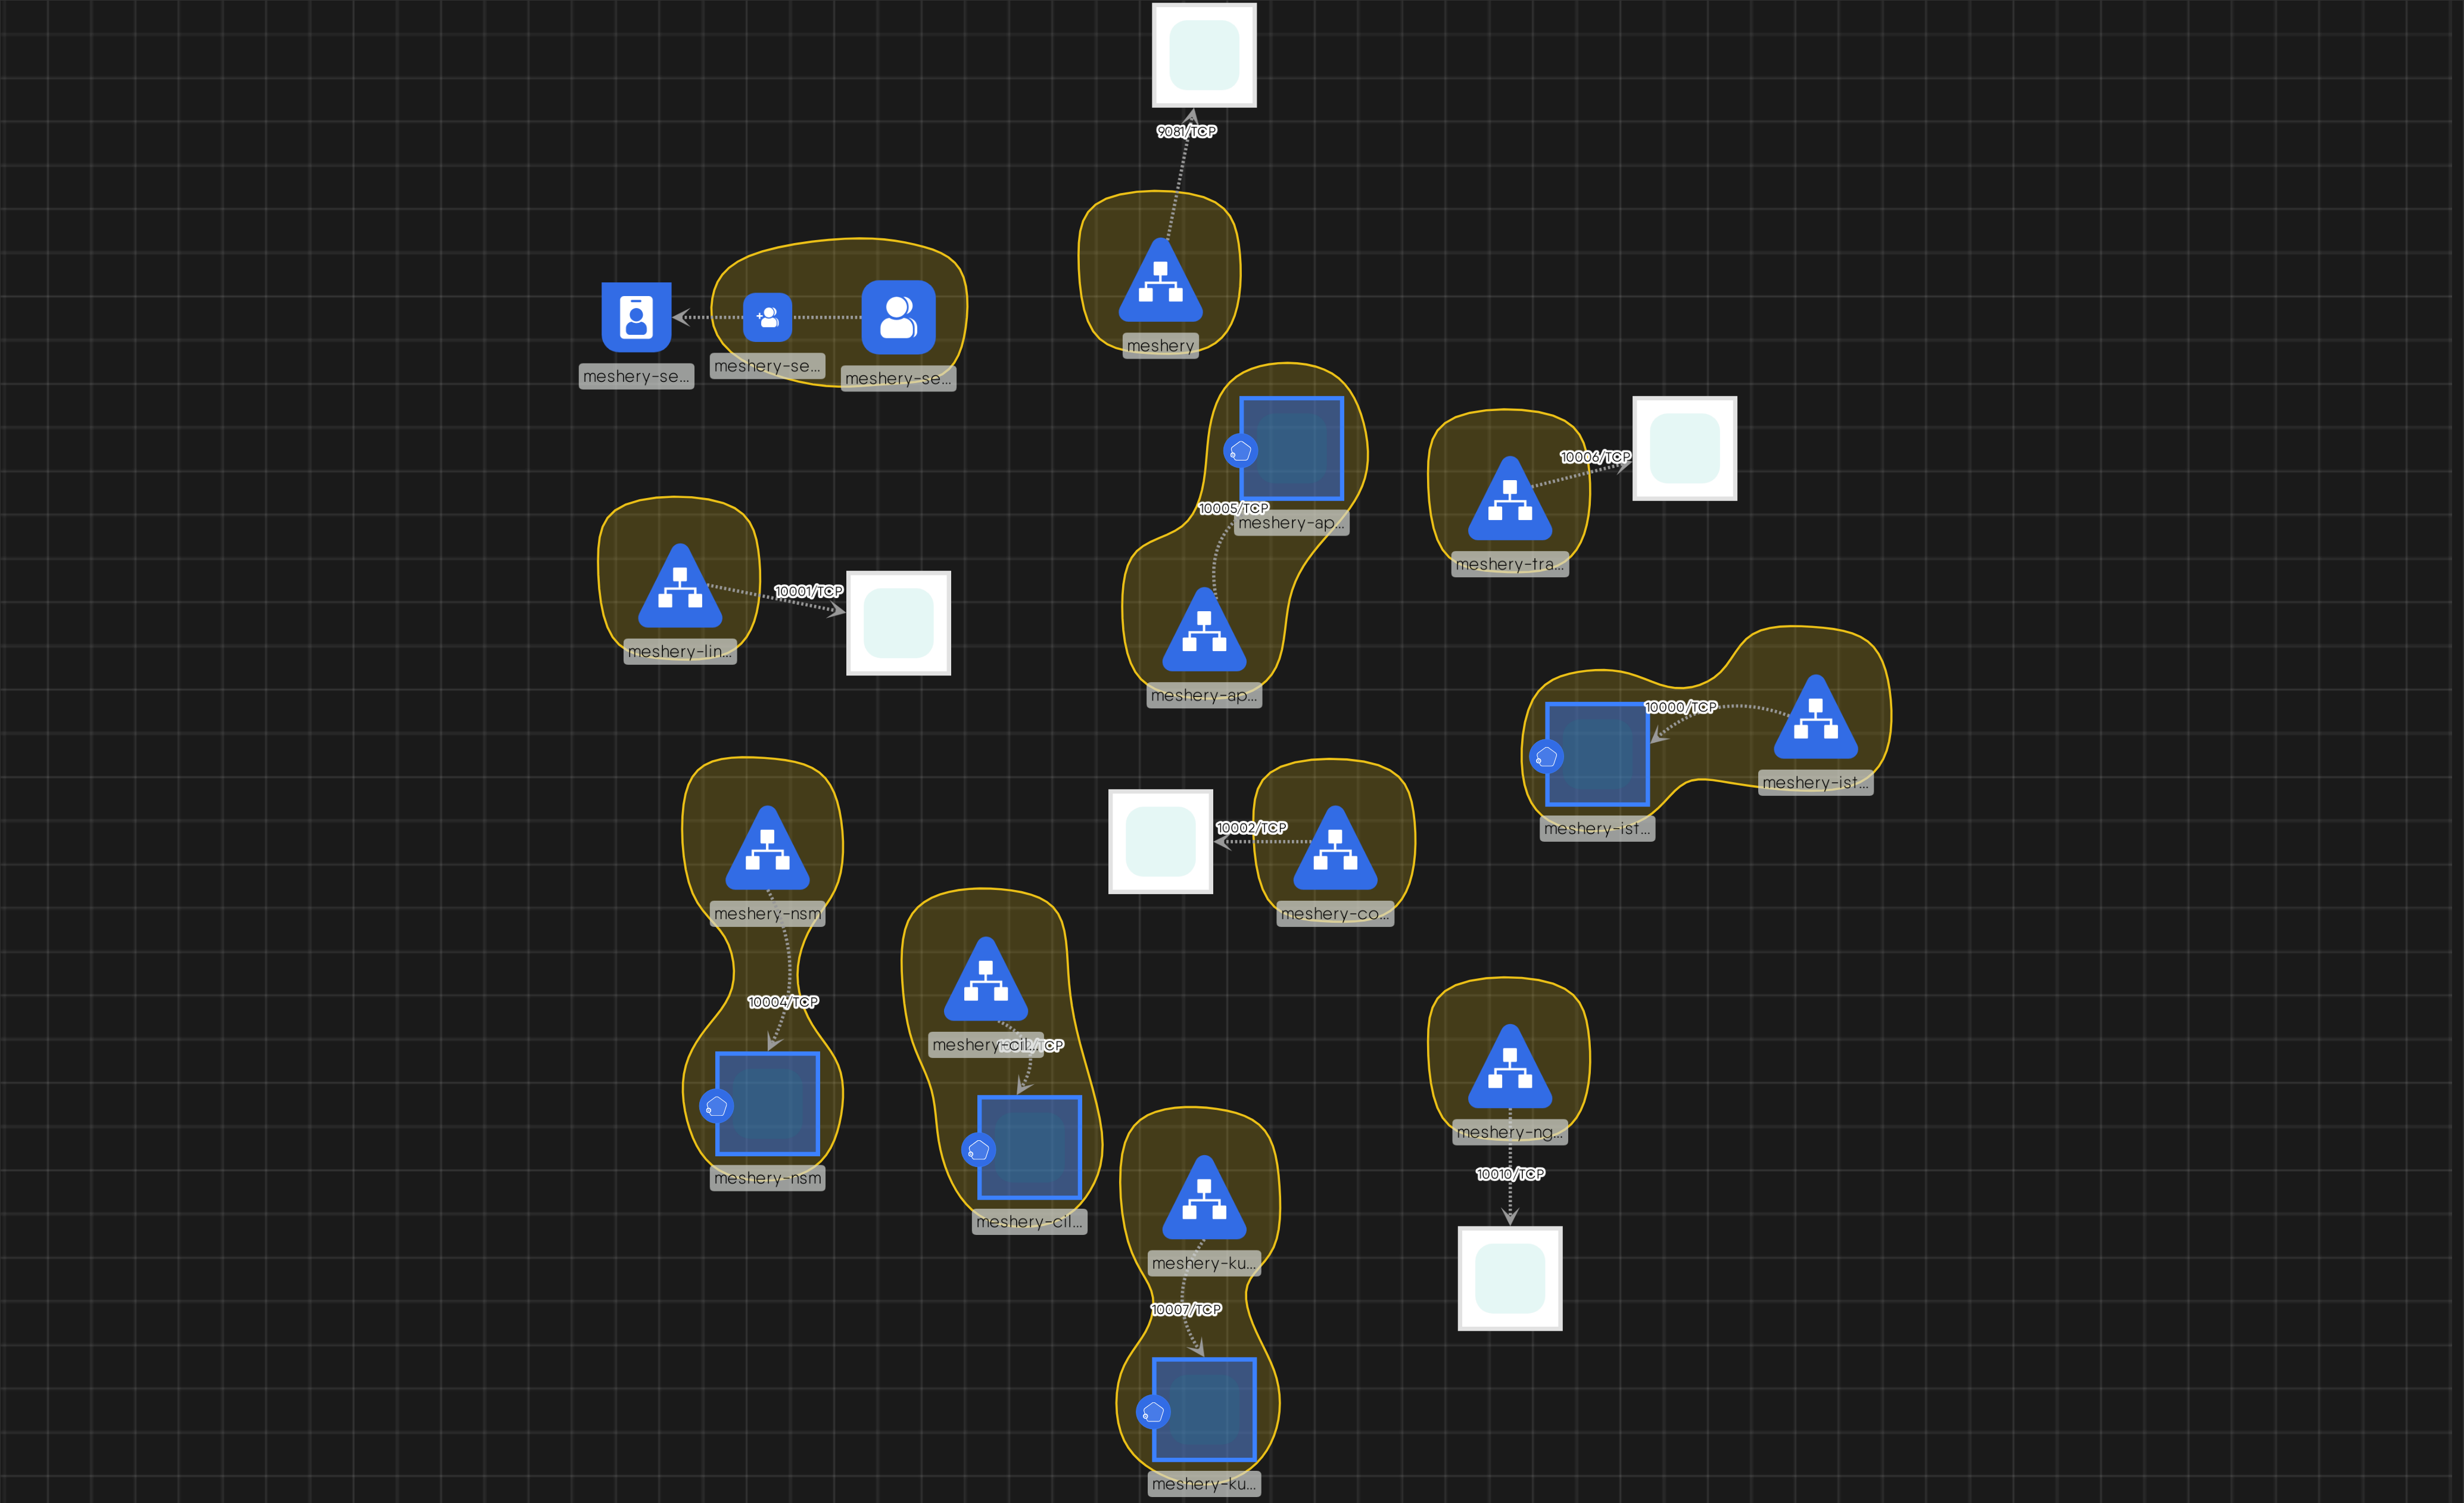 9081/TCP
meshery
meshery-se...
meshery-se...
meshery-se...
10005/TCP
meshery-ap...
meshery-ap...
10006/TCP
meshery-tra...
10001/TCP
meshery-lin...
10000/TCP
meshery-ist...
meshery-ist...
10002/TCP
meshery-co...
meshery-nsm
10004/TCP
meshery-nsm
meshery-cil...
meshery-cil...
meshery-ng...
10010/TCP
meshery-ku...
10007/TCP
meshery-ku...